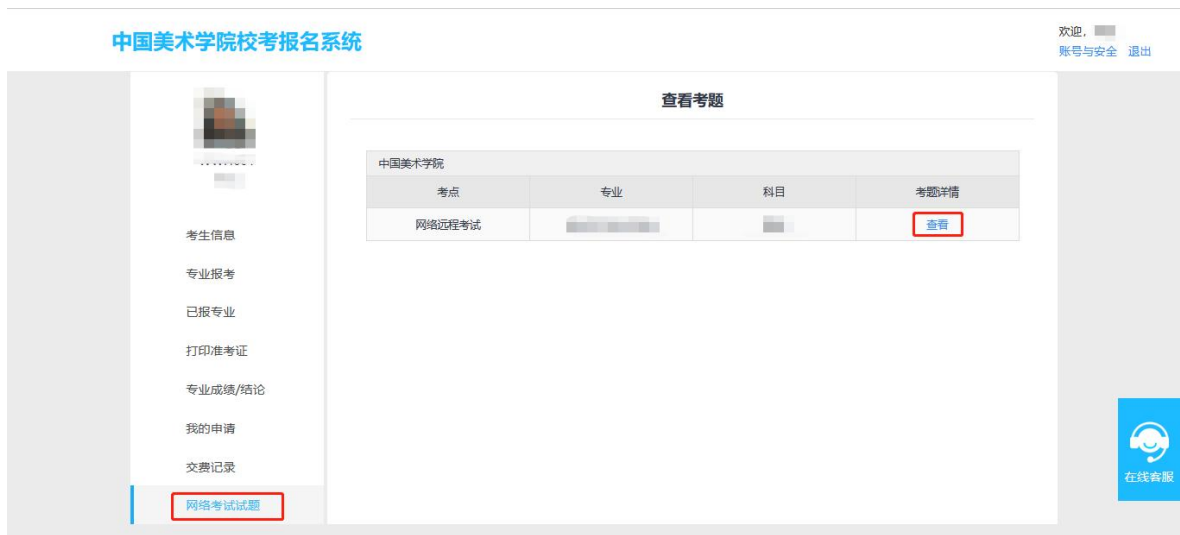 中国美术学院校考报名系统
欢迎,
账号与安全 退出
查看考题
中国美术学院
考点 专业 科目 考题详情
网络远程考试 查看
考生信息
专业报考
已报专业
打印准考证
专业成绩/结论
我的申请
交费记录
网络考试试题
在线客服